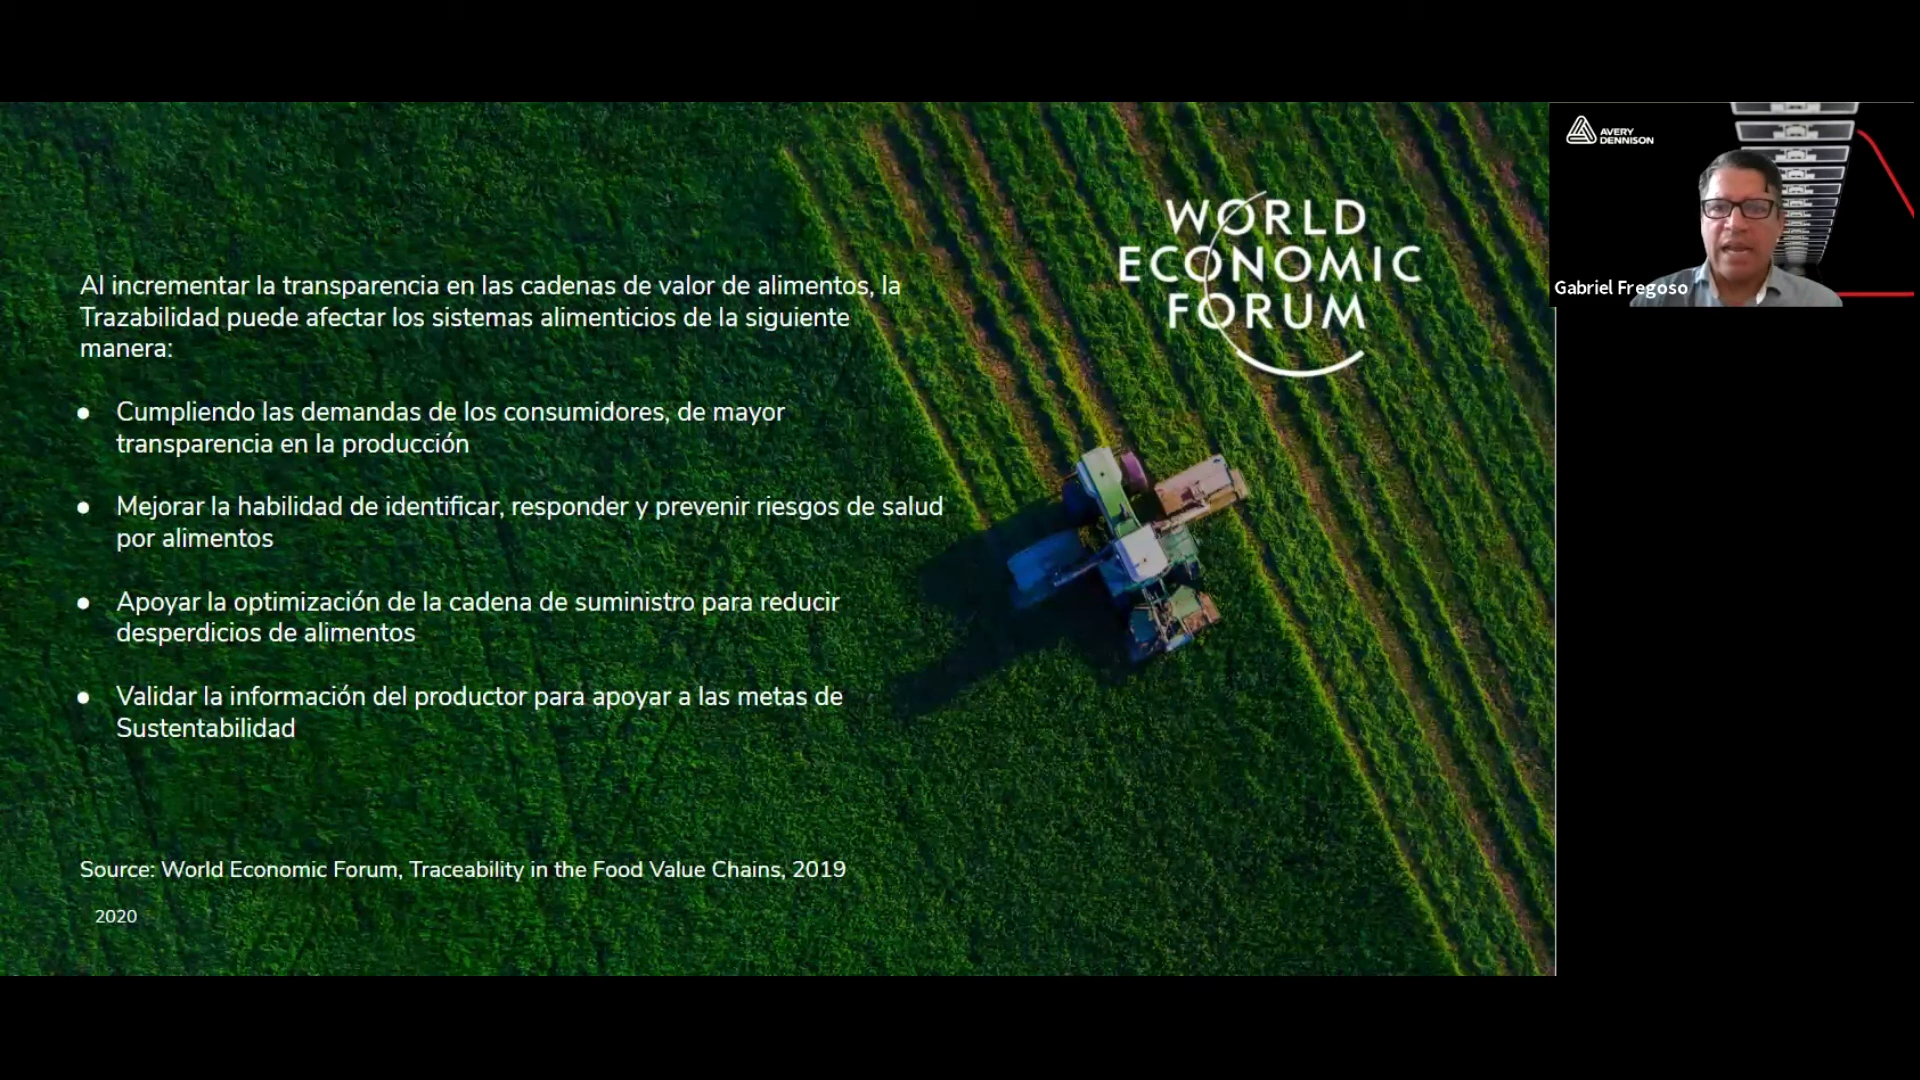 Al incrementar la transparencia en las cadenas de valor de alimentos, la
Trazabilidad puede afectar los sistemas alimenticios de la siguiente
manera:
● Cumpliendo las demandas de los consumidores, de mayor
transparencia en la producción
● Mejorar la habilidad de identificar, responder y prevenir riesgos de salud
por alimentos
● Apoyar la optimización de la cadena de suministro para reducir
desperdicios de alimentos
● Validar la información del productor para apoyar a las metas de
Sustentabilidad
Source: World Economic Forum, Traceability in the Food Value Chains, 2019
2020
WORLD
ECONOMIC
FORUM
AVERY
DENNISON
Gabriel Fregoso